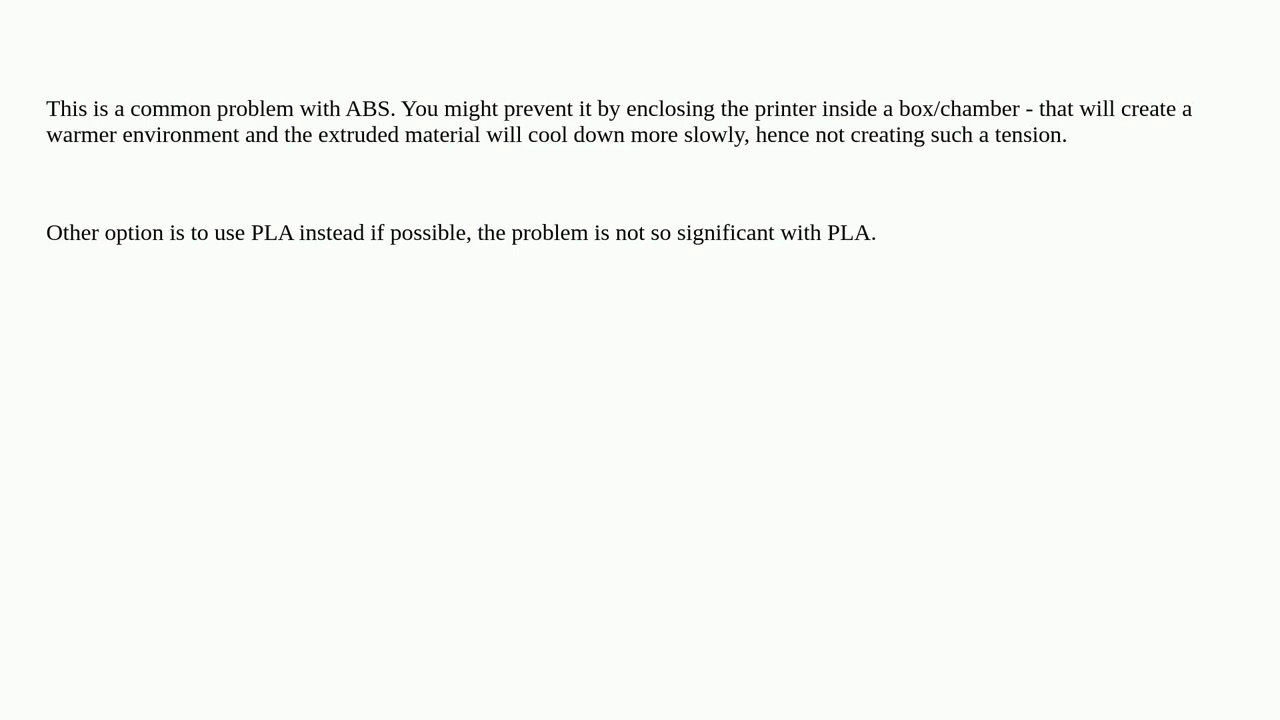 This is a common problem with ABS. You might prevent it by enclosing the printer inside a box/chamber - that will create a
warmer environment and the extruded material will cool down more slowly, hence not creating such a tension.
Other option is to use PLA instead if possible, the problem is not so significant with PLA.